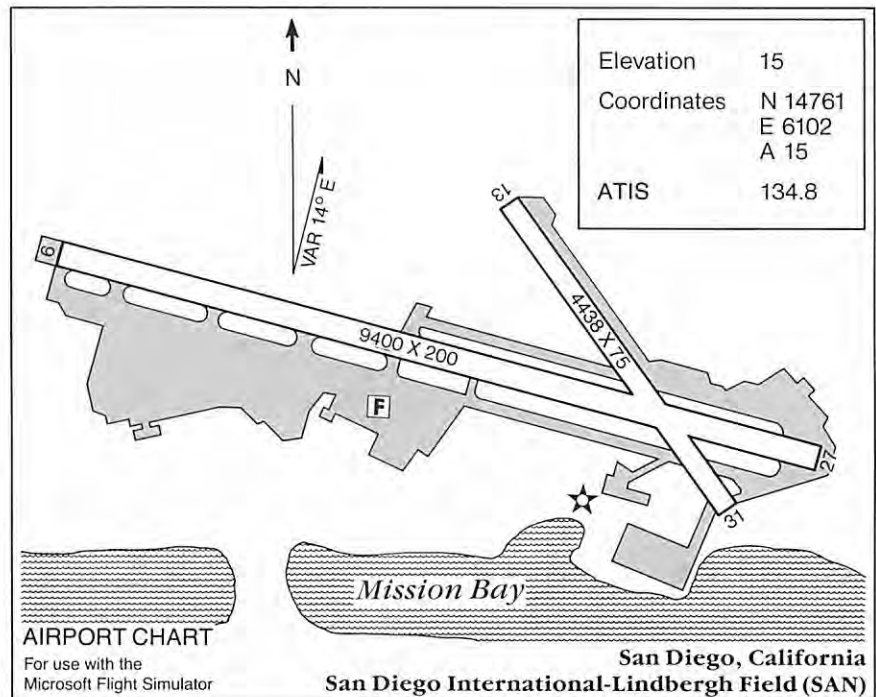 Elevation 15
Coordinates N 14761
E 6102
A 15
ATIS 134.8
N
VAR 14° E
13
9
4438 X 75
9400 X 200
F
27
31
Mission Bay
AIRPORT CHART
For use with the
Microsoft Flight Simulator
San Diego, California
San Diego International-Lindbergh Field (SAN)